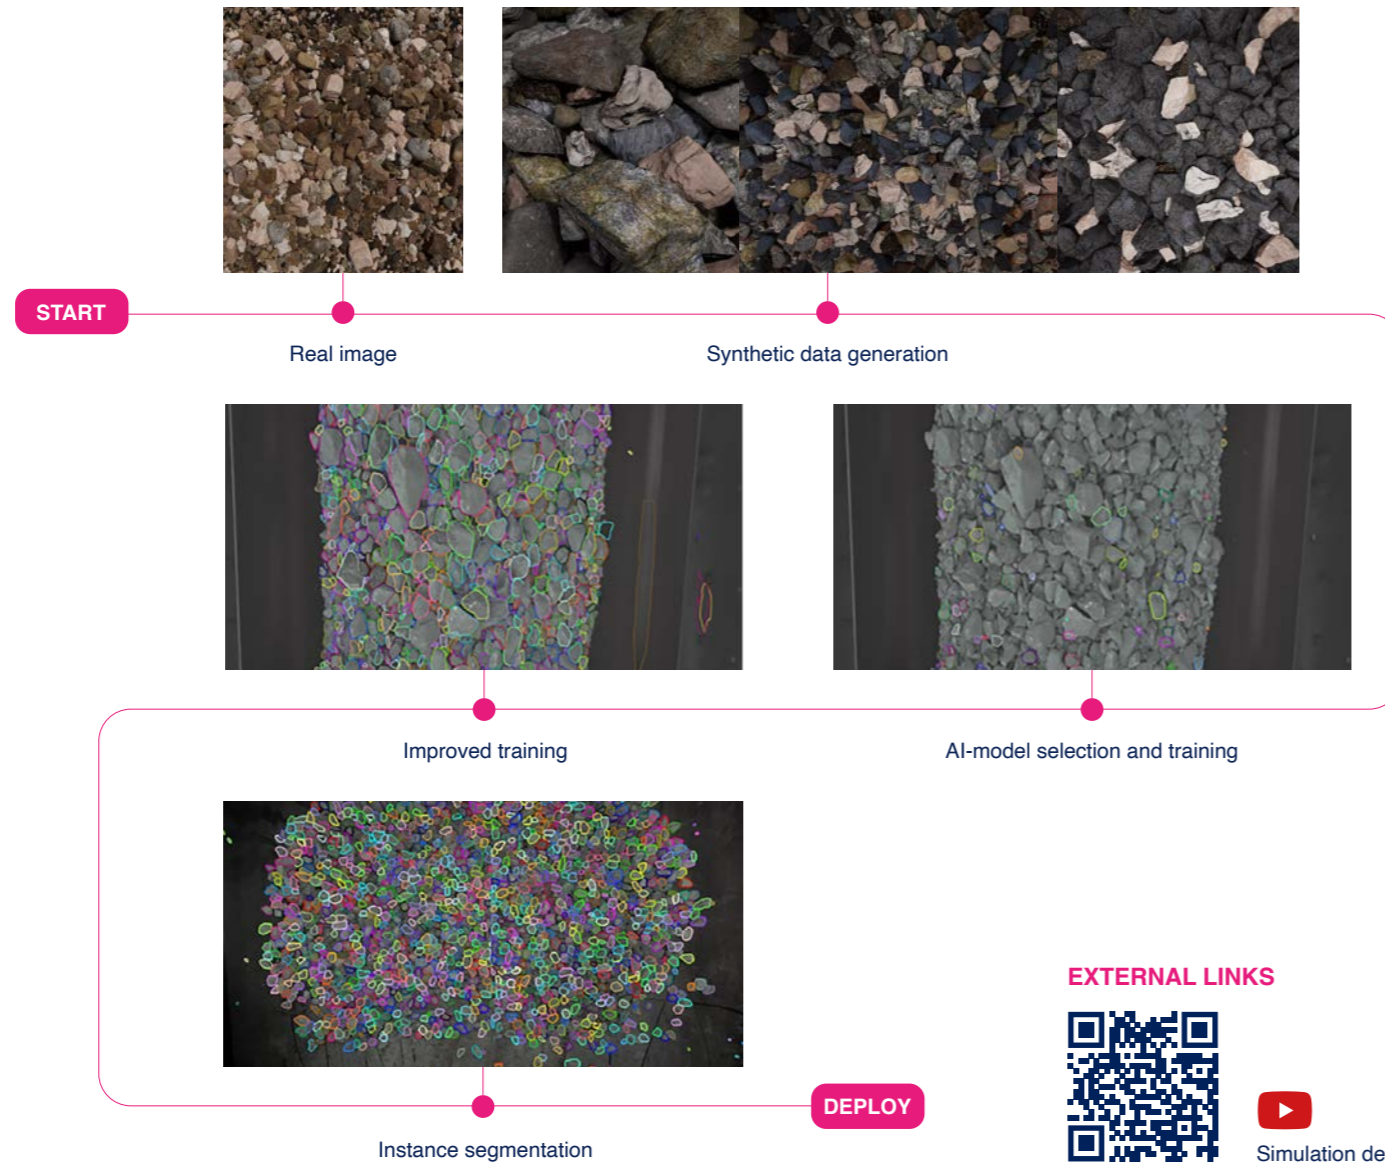 START
Real image
Synthetic data generation
Improved training
AI-model selection and training
Instance segmentation
DEPLOY
EXTERNAL LINKS
Simulation de